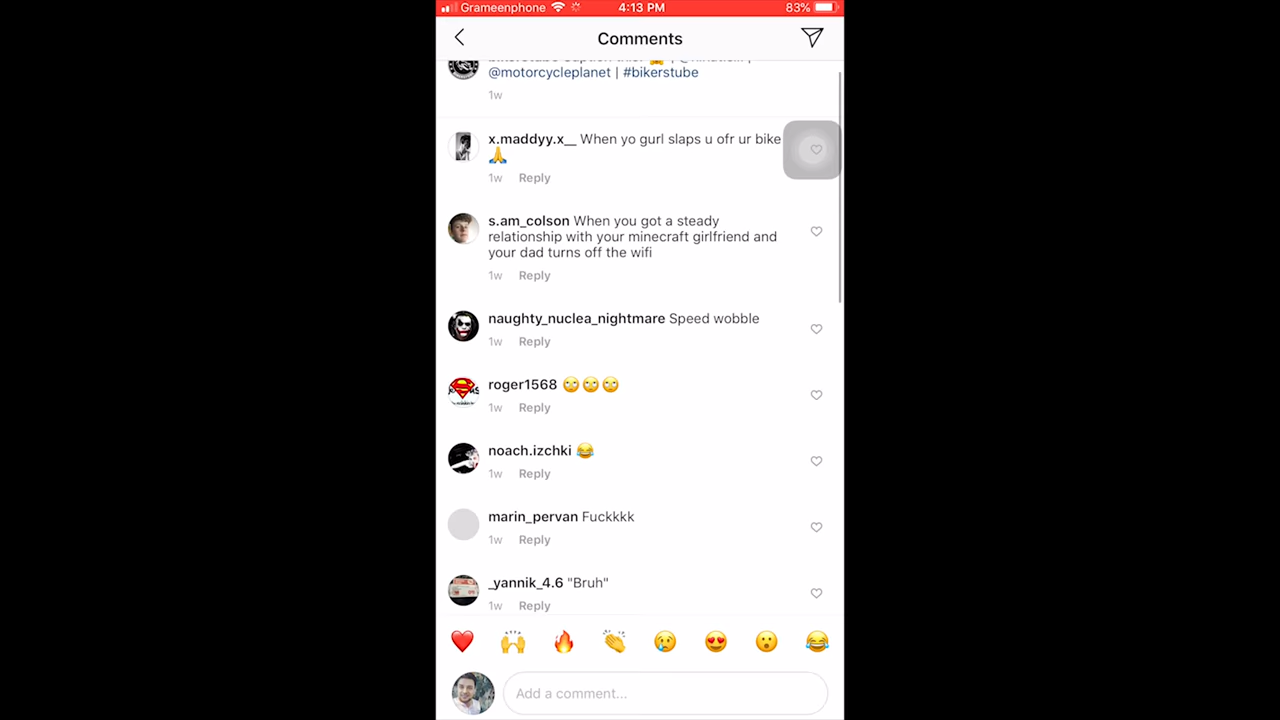 Grameenphone 4:13 PM 83%
Comments
@motorcycleplanet | #bikerstube
1w
x.maddyy.x__ When yo gurl slaps u ofr ur bike
🙏
1w Reply
s.am_colson When you got a steady
relationship with your minecraft girlfriend and
your dad turns off the wifi
1w Reply
naughty_nuclea_nightmare Speed wobble
1w Reply
roger1568 🙄🙄🙄
1w Reply
noach.izchki 😂
1w Reply
marin_pervan Fuckkkk
1w Reply
_yannik_4.6 "Bruh"
1w Reply
❤️ 🙌 🔥 👏 😢 😍 😮 😂
Add a comment...